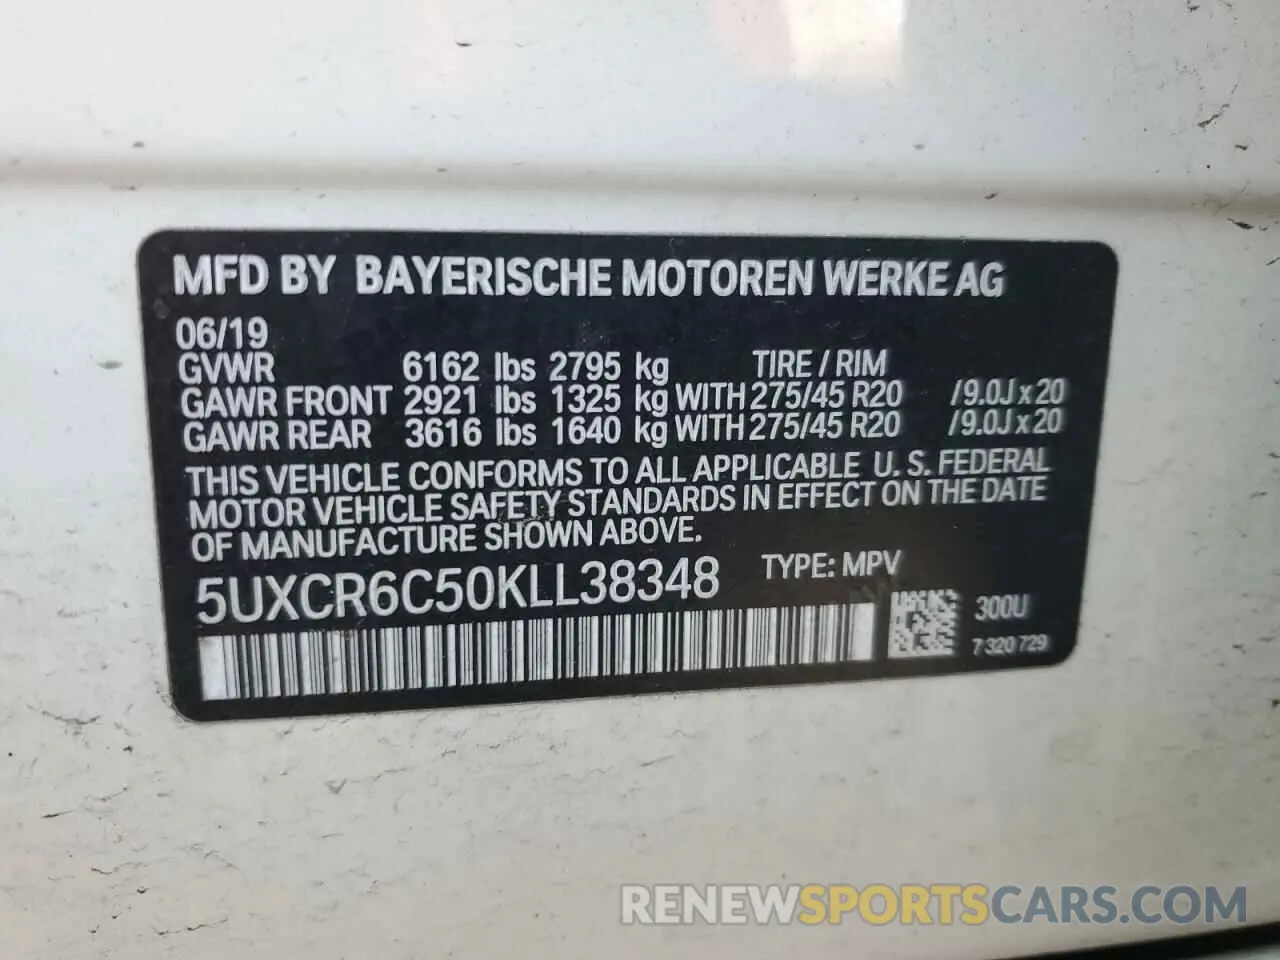 MFD BY BAYERISCHE MOTOREN WERKE AG
06/19
GVWR 6162 lbs 2795 kg TIRE / RIM
GAWR FRONT 2921 lbs 1325 kg WITH 275/45 R20 /9.0J x 20
GAWR REAR 3616 lbs 1640 kg WITH 275/45 R20 /9.0J x 20
THIS VEHICLE CONFORMS TO ALL APPLICABLE U. S. FEDERAL
MOTOR VEHICLE SAFETY STANDARDS IN EFFECT ON THE DATE
OF MANUFACTURE SHOWN ABOVE.
5UXCR6C50KLL38348 TYPE: MPV
300U
7 320 729
RENEWSPORTSCARS.COM